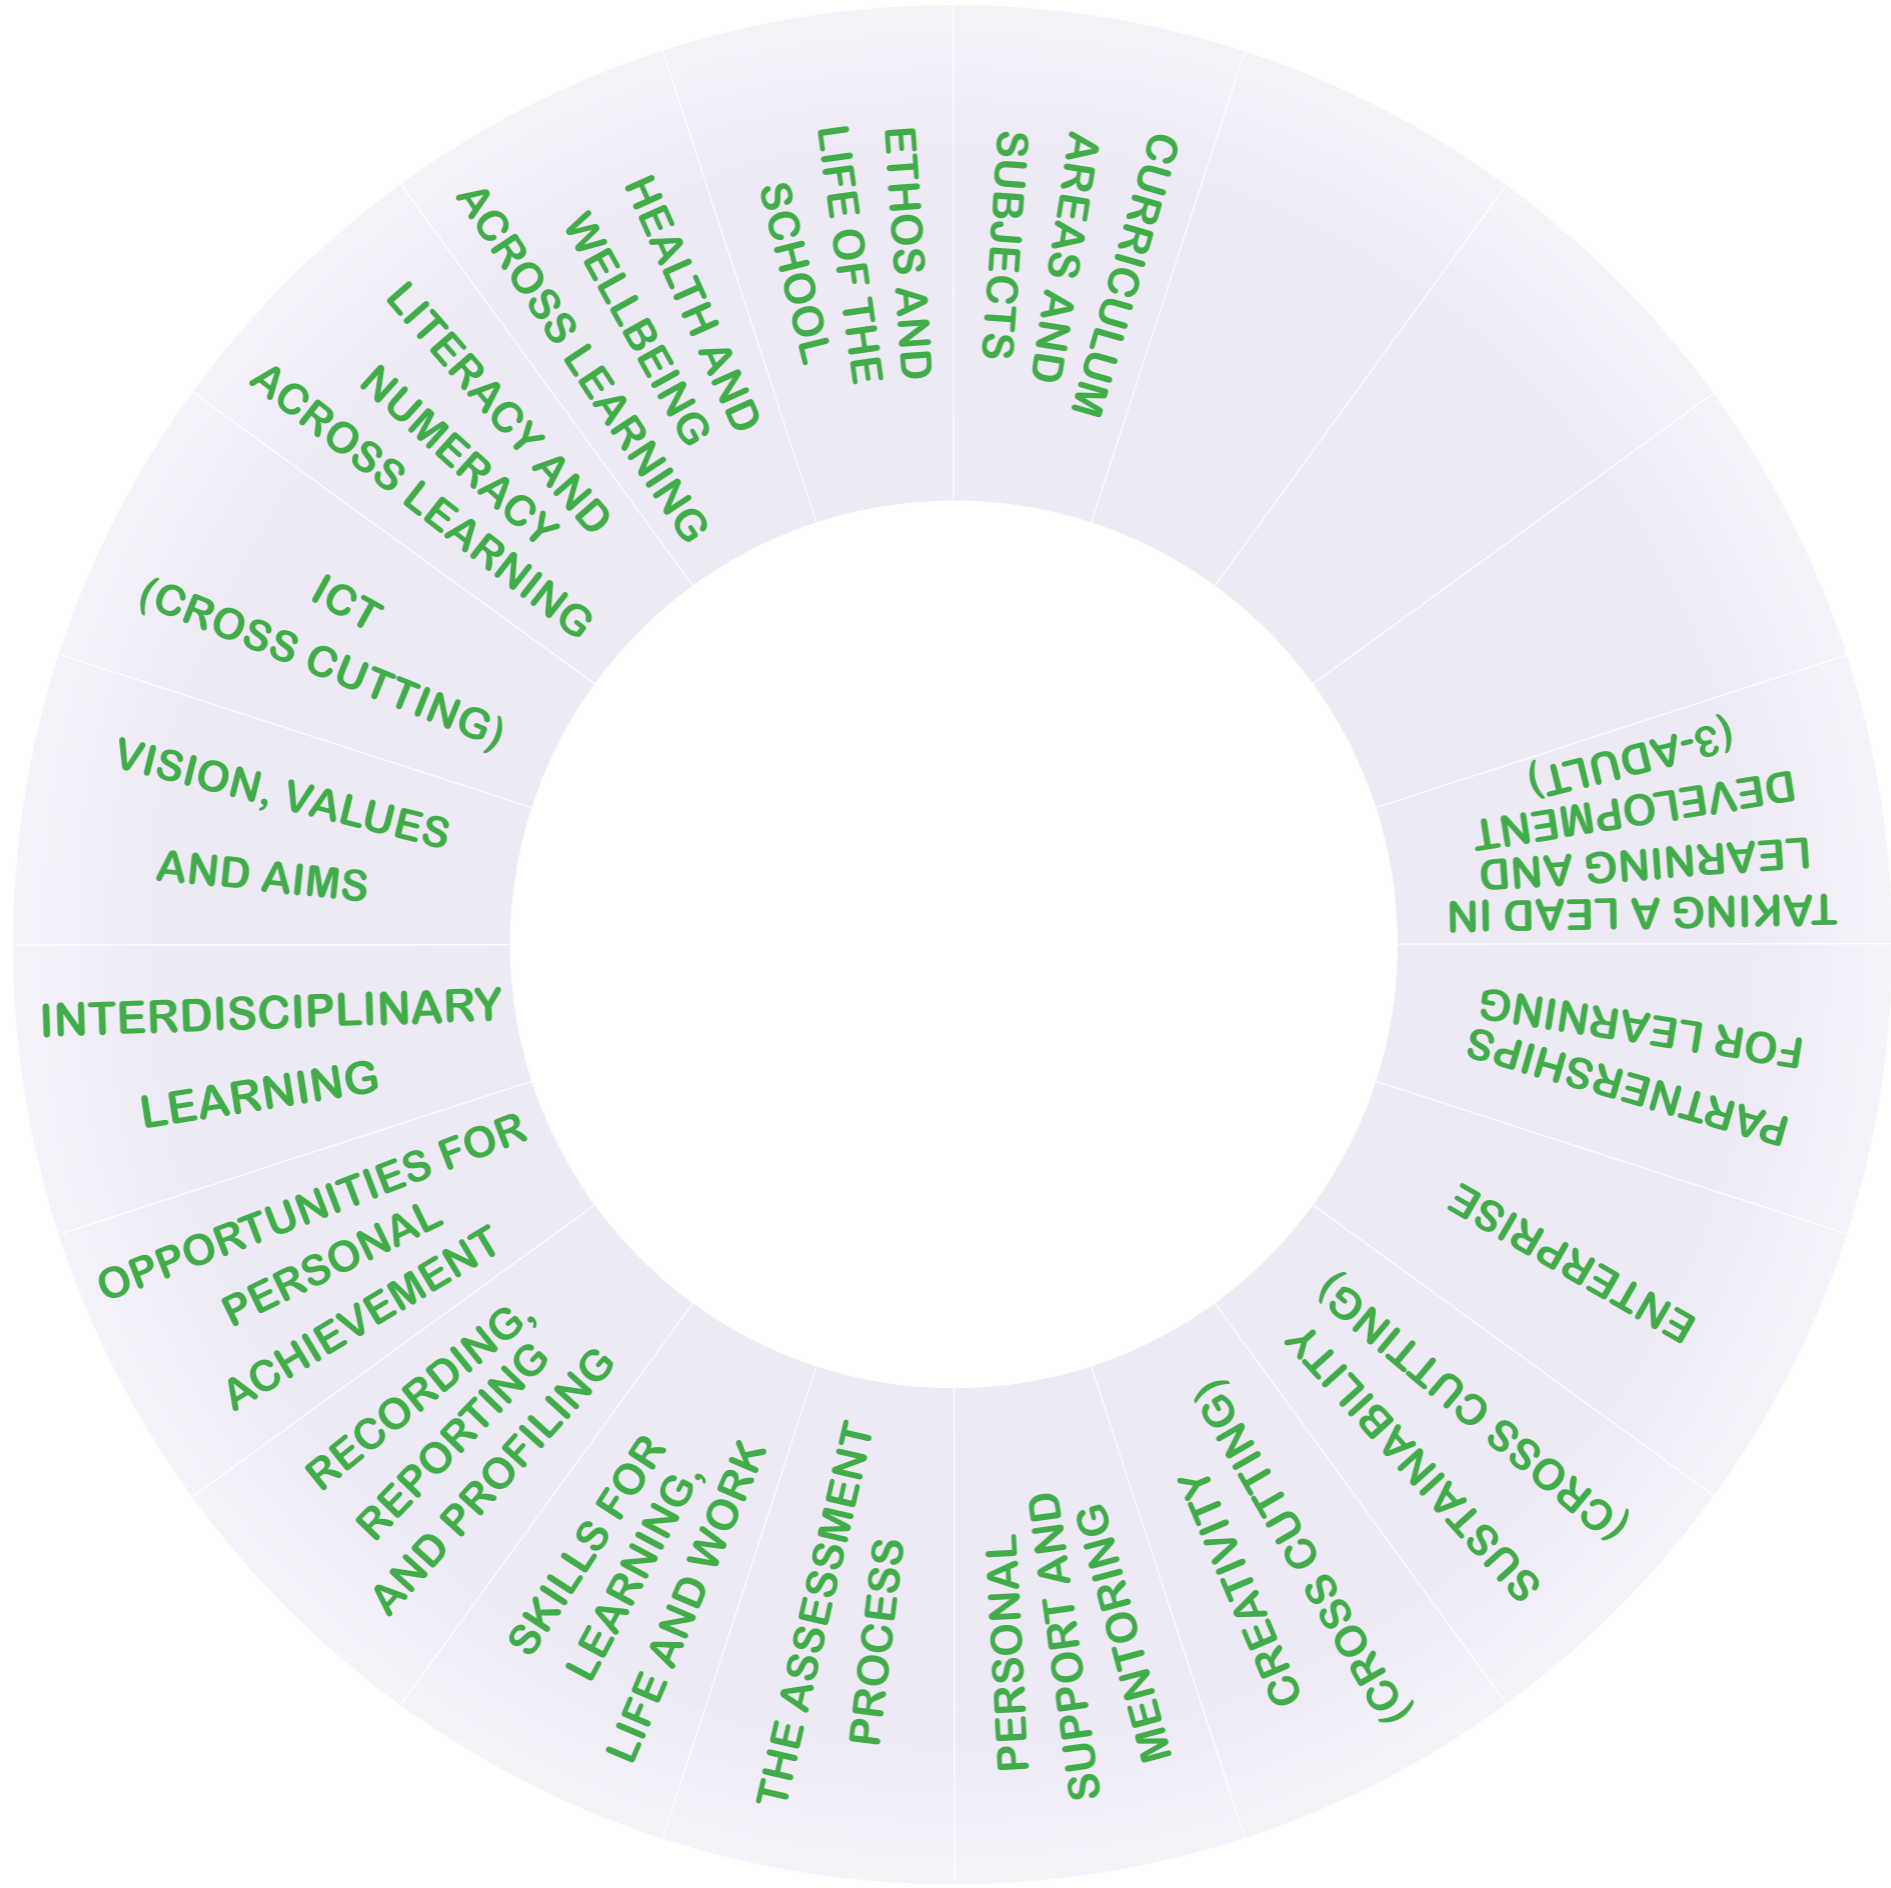 CURRICULUM
AREAS AND
SUBJECTS
ETHOS AND
LIFE OF THE
SCHOOL
HEALTH AND
WELLBEING
ACROSS LEARNING
LITERACY AND
NUMERACY
ACROSS LEARNING
ICT
(CROSS CUTTING)
VISION, VALUES
AND AIMS
INTERDISCIPLINARY
LEARNING
OPPORTUNITIES FOR
PERSONAL
ACHIEVEMENT
RECORDING,
REPORTING
AND PROFILING
SKILLS FOR
LEARNING,
LIFE AND WORK
THE ASSESSMENT
PROCESS
PERSONAL
SUPPORT AND
MENTORING
CREATIVITY
(CROSS CUTTING)
SUSTAINABILITY
(CROSS CUTTING)
ENTERPRISE
PARTNERSHIPS
FOR LEARNING
TAKING A LEAD IN
LEARNING AND
DEVELOPMENT
(3-ADULT)